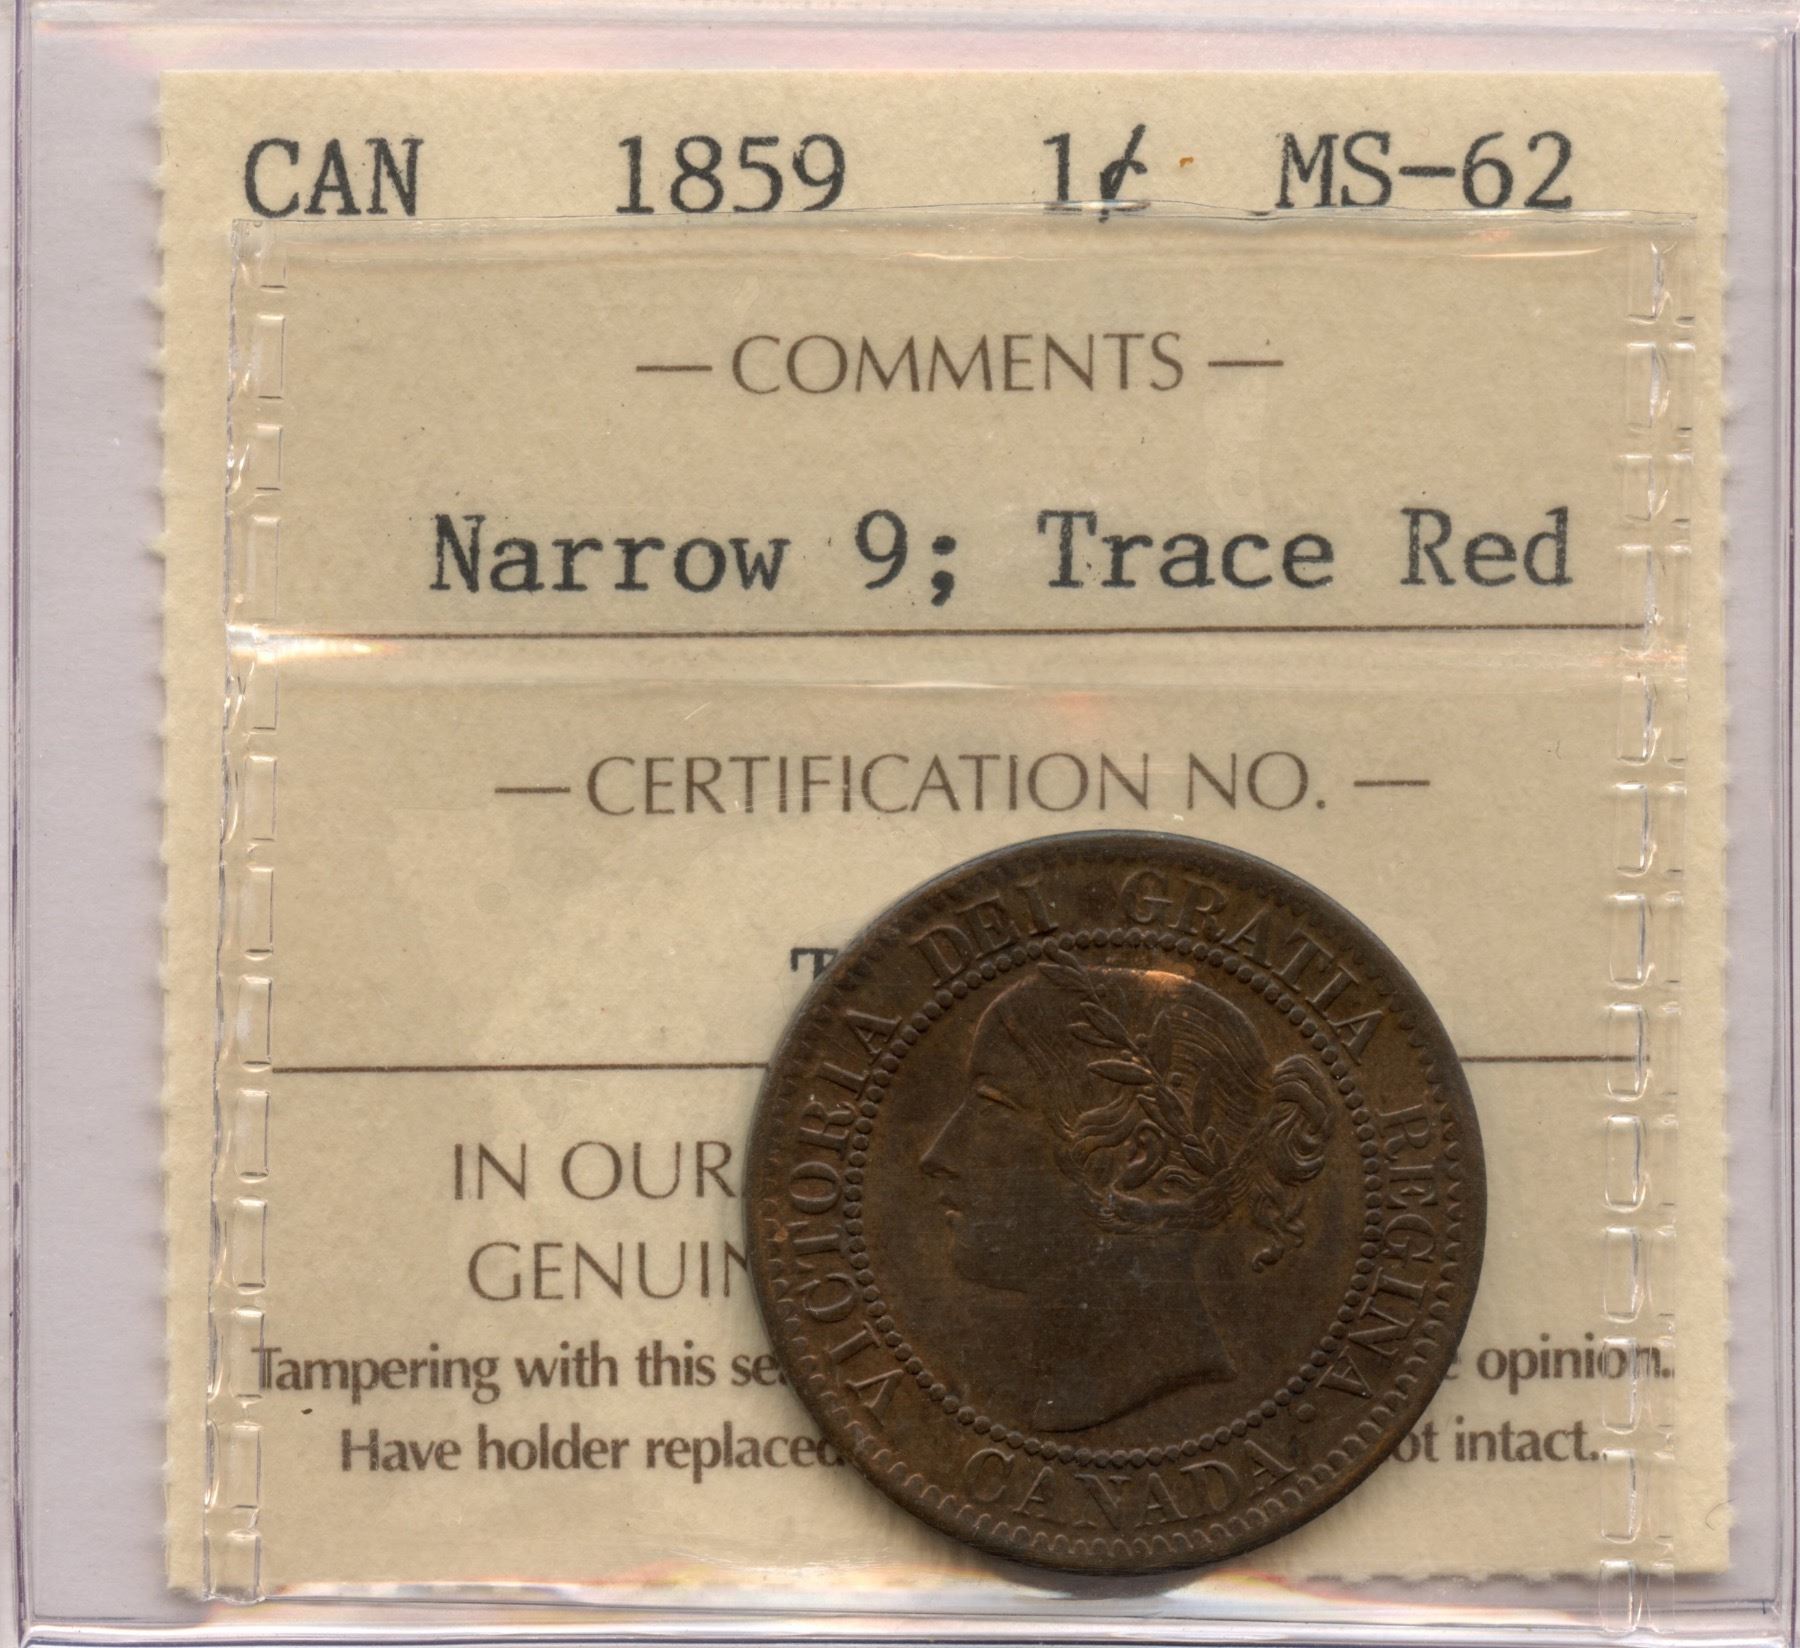 CAN 1859 1¢ MS-62
— COMMENTS —
Narrow 9; Trace Red
— CERTIFICATION NO. —
T
IN OUR
GENUIN
Tampering with this se opinion.
Have holder replaced ot intact.
VICTORIA DEI GRATIA REGINA.
CANADA